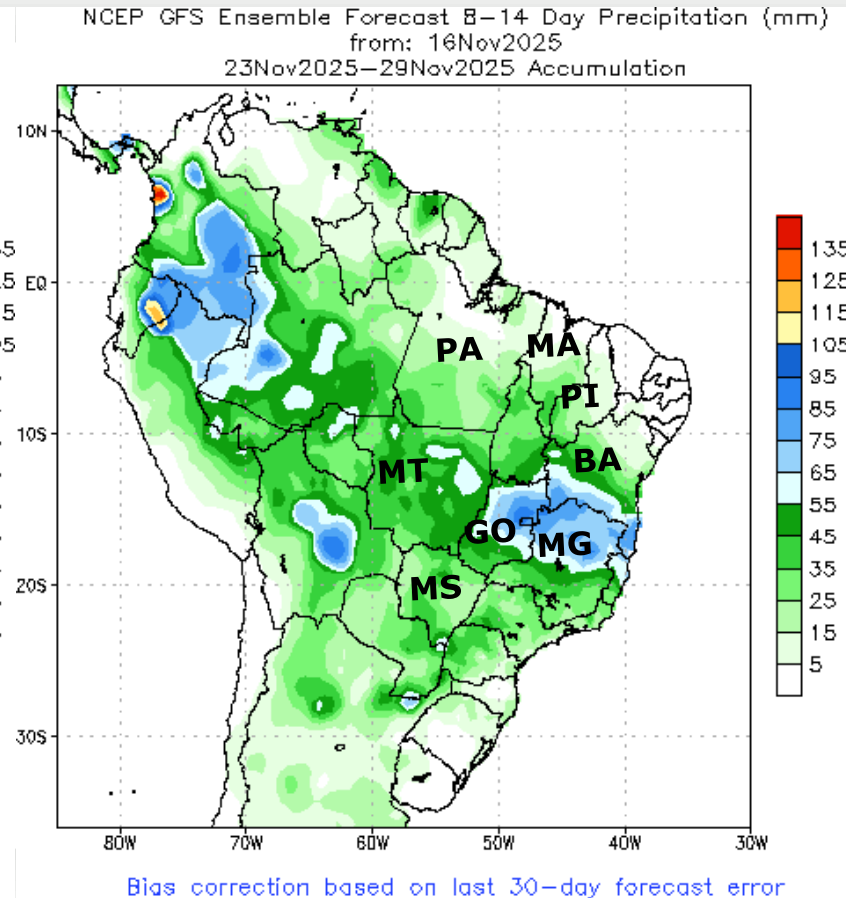 NCEP GFS Ensemble Forecast 8–14 Day Precipitation (mm)
from: 16Nov2025
23Nov2025–29Nov2025 Accumulation
10N
EQ
10S
20S
30S
80W 70W 60W 50W 40W 30W
PA
MA
PI
MT
BA
GO
MG
MS
135
125
115
105
95
85
75
65
55
45
35
25
15
5
Bias correction based on last 30–day forecast error